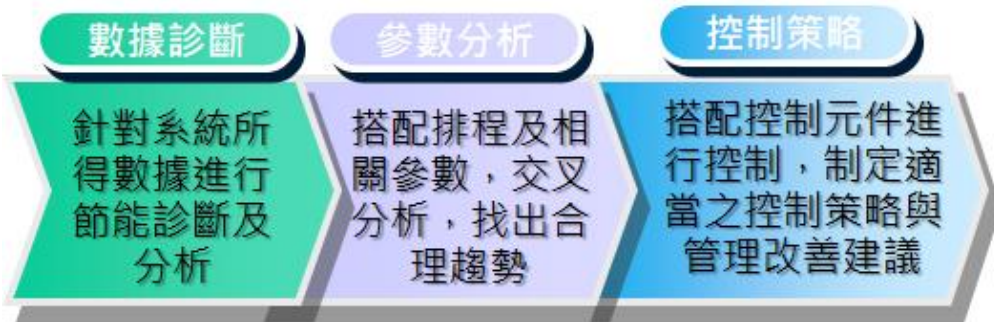 數據診斷
針對系統所
得數據進行
節能診斷及
分析
參數分析
搭配排程及相
關參數，交叉
分析，找出合
理趨勢
控制策略
搭配控制元件進
行控制，制定適
當之控制策略與
管理改善建議